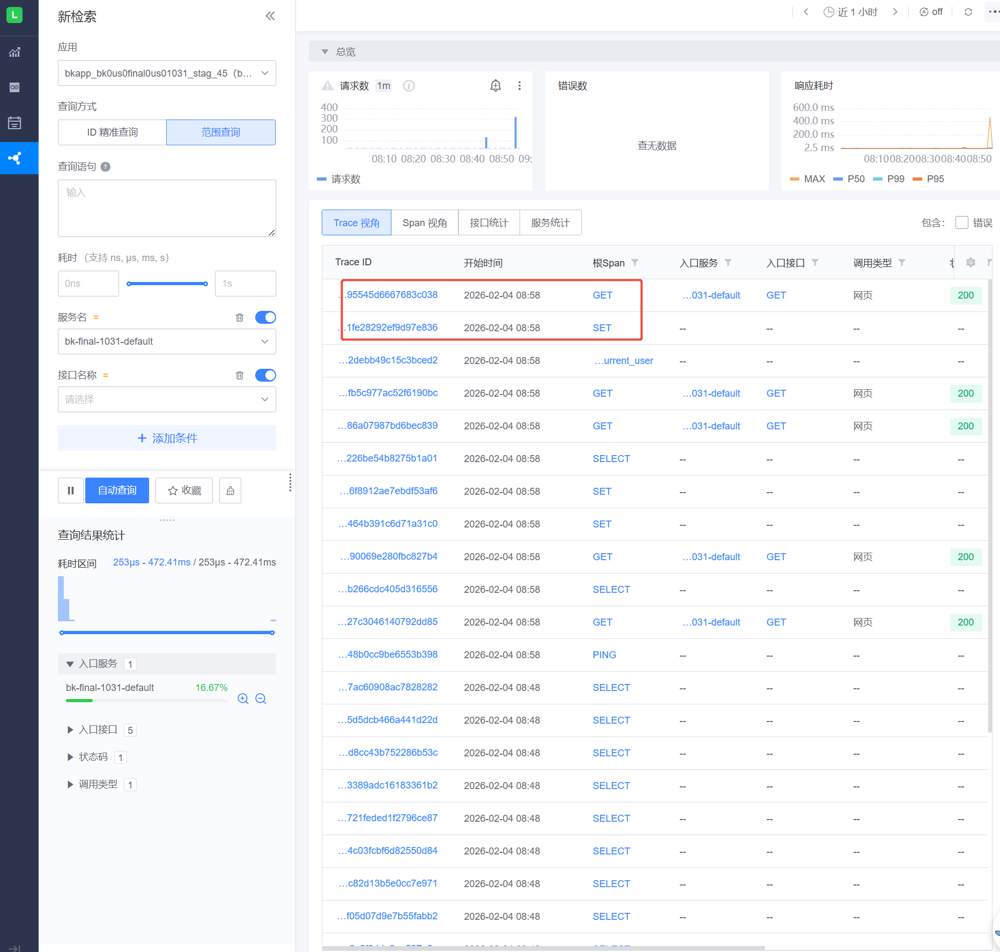 L
新检索
应用
bkapp_bk0us0final0us01031_stag_45（b...
查询方式
ID 精准查询
范围查询
查询语句 ?
输入
耗时 （支持 ns, μs, ms, s）
0ns
1s
服务名 =
bk-final-1031-default
接口名称 =
请选择
+ 添加条件
自动查询
收藏
查询结果统计
耗时区间 253μs - 472.41ms / 253μs - 472.41ms
入口服务 1
bk-final-1031-default 16.67%
入口接口 5
状态码 1
调用类型 1
近 1 小时
off
总览
请求数 1m
400
300
200
100
08:10 08:20 08:30 08:40 08:50 09:
请求数
错误数
查无数据
响应耗时
600.0 ms
400.0 ms
200.0 ms
2.5 ms
08:10 08:20 08:30 08:40 08:50
MAX P50 P99 P95
Trace 视角
Span 视角
接口统计
服务统计
包含: 错误
Trace ID 开始时间 根Span 入口服务 入口接口 调用类型
...95545d6667683c038 2026-02-04 08:58 GET ...031-default GET 网页 200
...1fe28292ef9d97e836 2026-02-04 08:58 SET -- -- -- --
...2debb49c15c3bced2 2026-02-04 08:58 ...urrent_user -- -- -- --
...fb5c977ac52f6190bc 2026-02-04 08:58 GET ...031-default GET 网页 200
...86a07987bd6bec839 2026-02-04 08:58 GET ...031-default GET 网页 200
...226be54b8275b1a01 2026-02-04 08:58 SELECT -- -- -- --
...6f8912ae7ebdf53af6 2026-02-04 08:58 SET -- -- -- --
...464b391c6d71a31c0 2026-02-04 08:58 SET -- -- -- --
...90069e280fbc827b4 2026-02-04 08:58 GET ...031-default GET 网页 200
...b266cdc405d316556 2026-02-04 08:58 SELECT -- -- -- --
...27c3046140792dd85 2026-02-04 08:58 GET ...031-default GET 网页 200
...48b0cc9be6553b398 2026-02-04 08:58 PING -- -- -- --
...7ac60908ac7828282 2026-02-04 08:48 SELECT -- -- -- --
...5d5dcb466a441d22d 2026-02-04 08:48 SELECT -- -- -- --
...d8cc43b752286b53c 2026-02-04 08:48 SELECT -- -- -- --
...3389adc16183361b2 2026-02-04 08:48 SELECT -- -- -- --
...721feded1f2796ce87 2026-02-04 08:48 SELECT -- -- -- --
...4c03fcbf6d82550d84 2026-02-04 08:48 SELECT -- -- -- --
...c82d13b5e0cc7e971 2026-02-04 08:48 SELECT -- -- -- --
...f05d07d9e7b55fabb2 2026-02-04 08:48 SELECT -- -- -- --